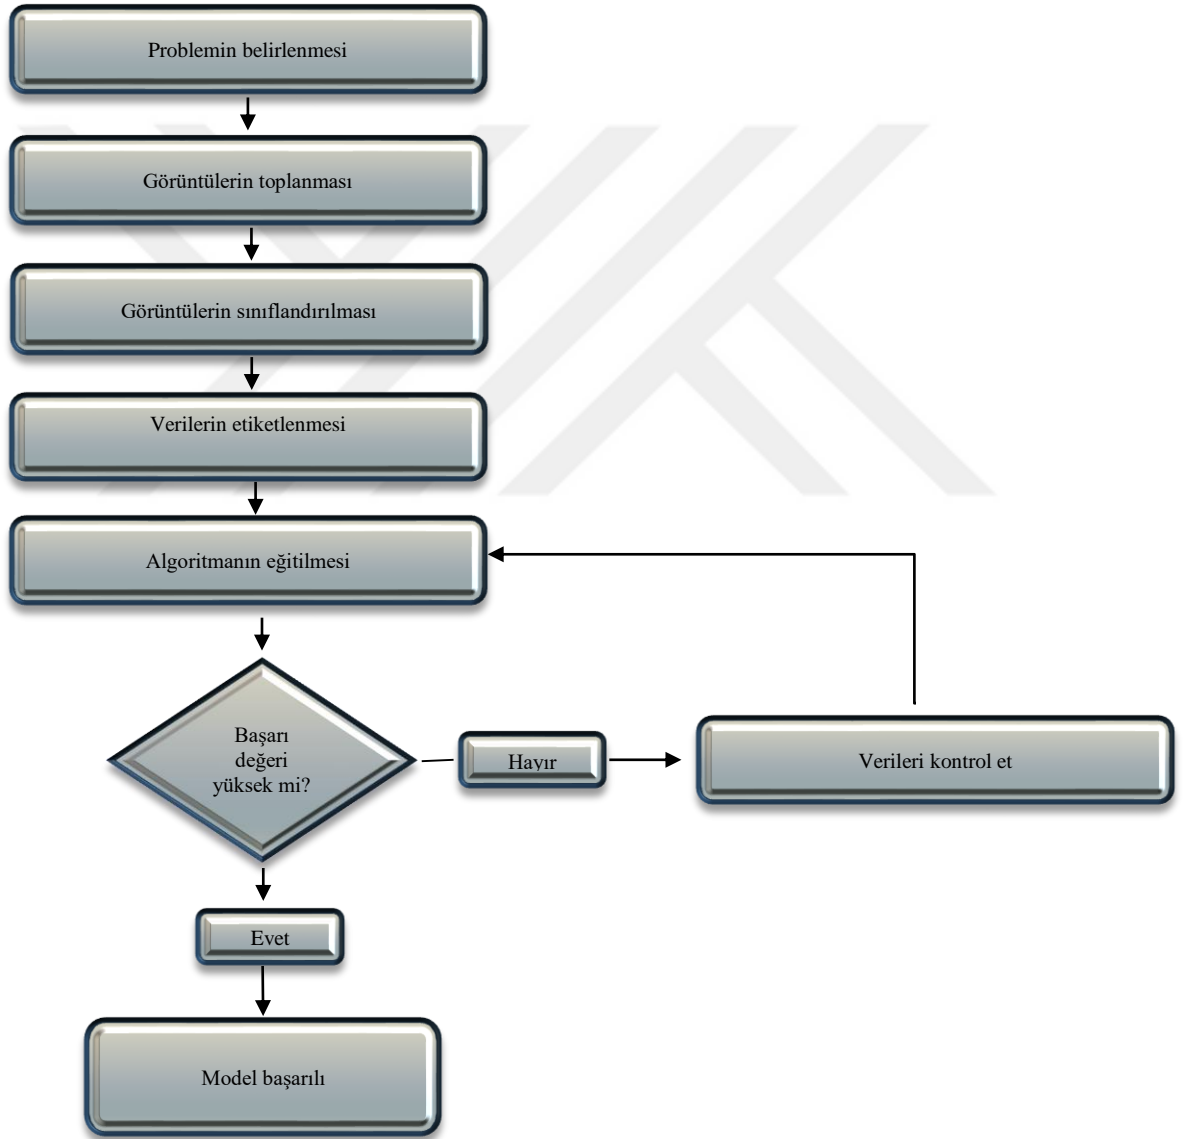 Problemin belirlenmesi
Görüntülerin toplanması
Görüntülerin sınıflandırılması
Verilerin etiketlenmesi
Algoritmanın eğitilmesi
Başarı
değeri
yüksek mi?
Hayır
Verileri kontrol et
Evet
Model başarılı